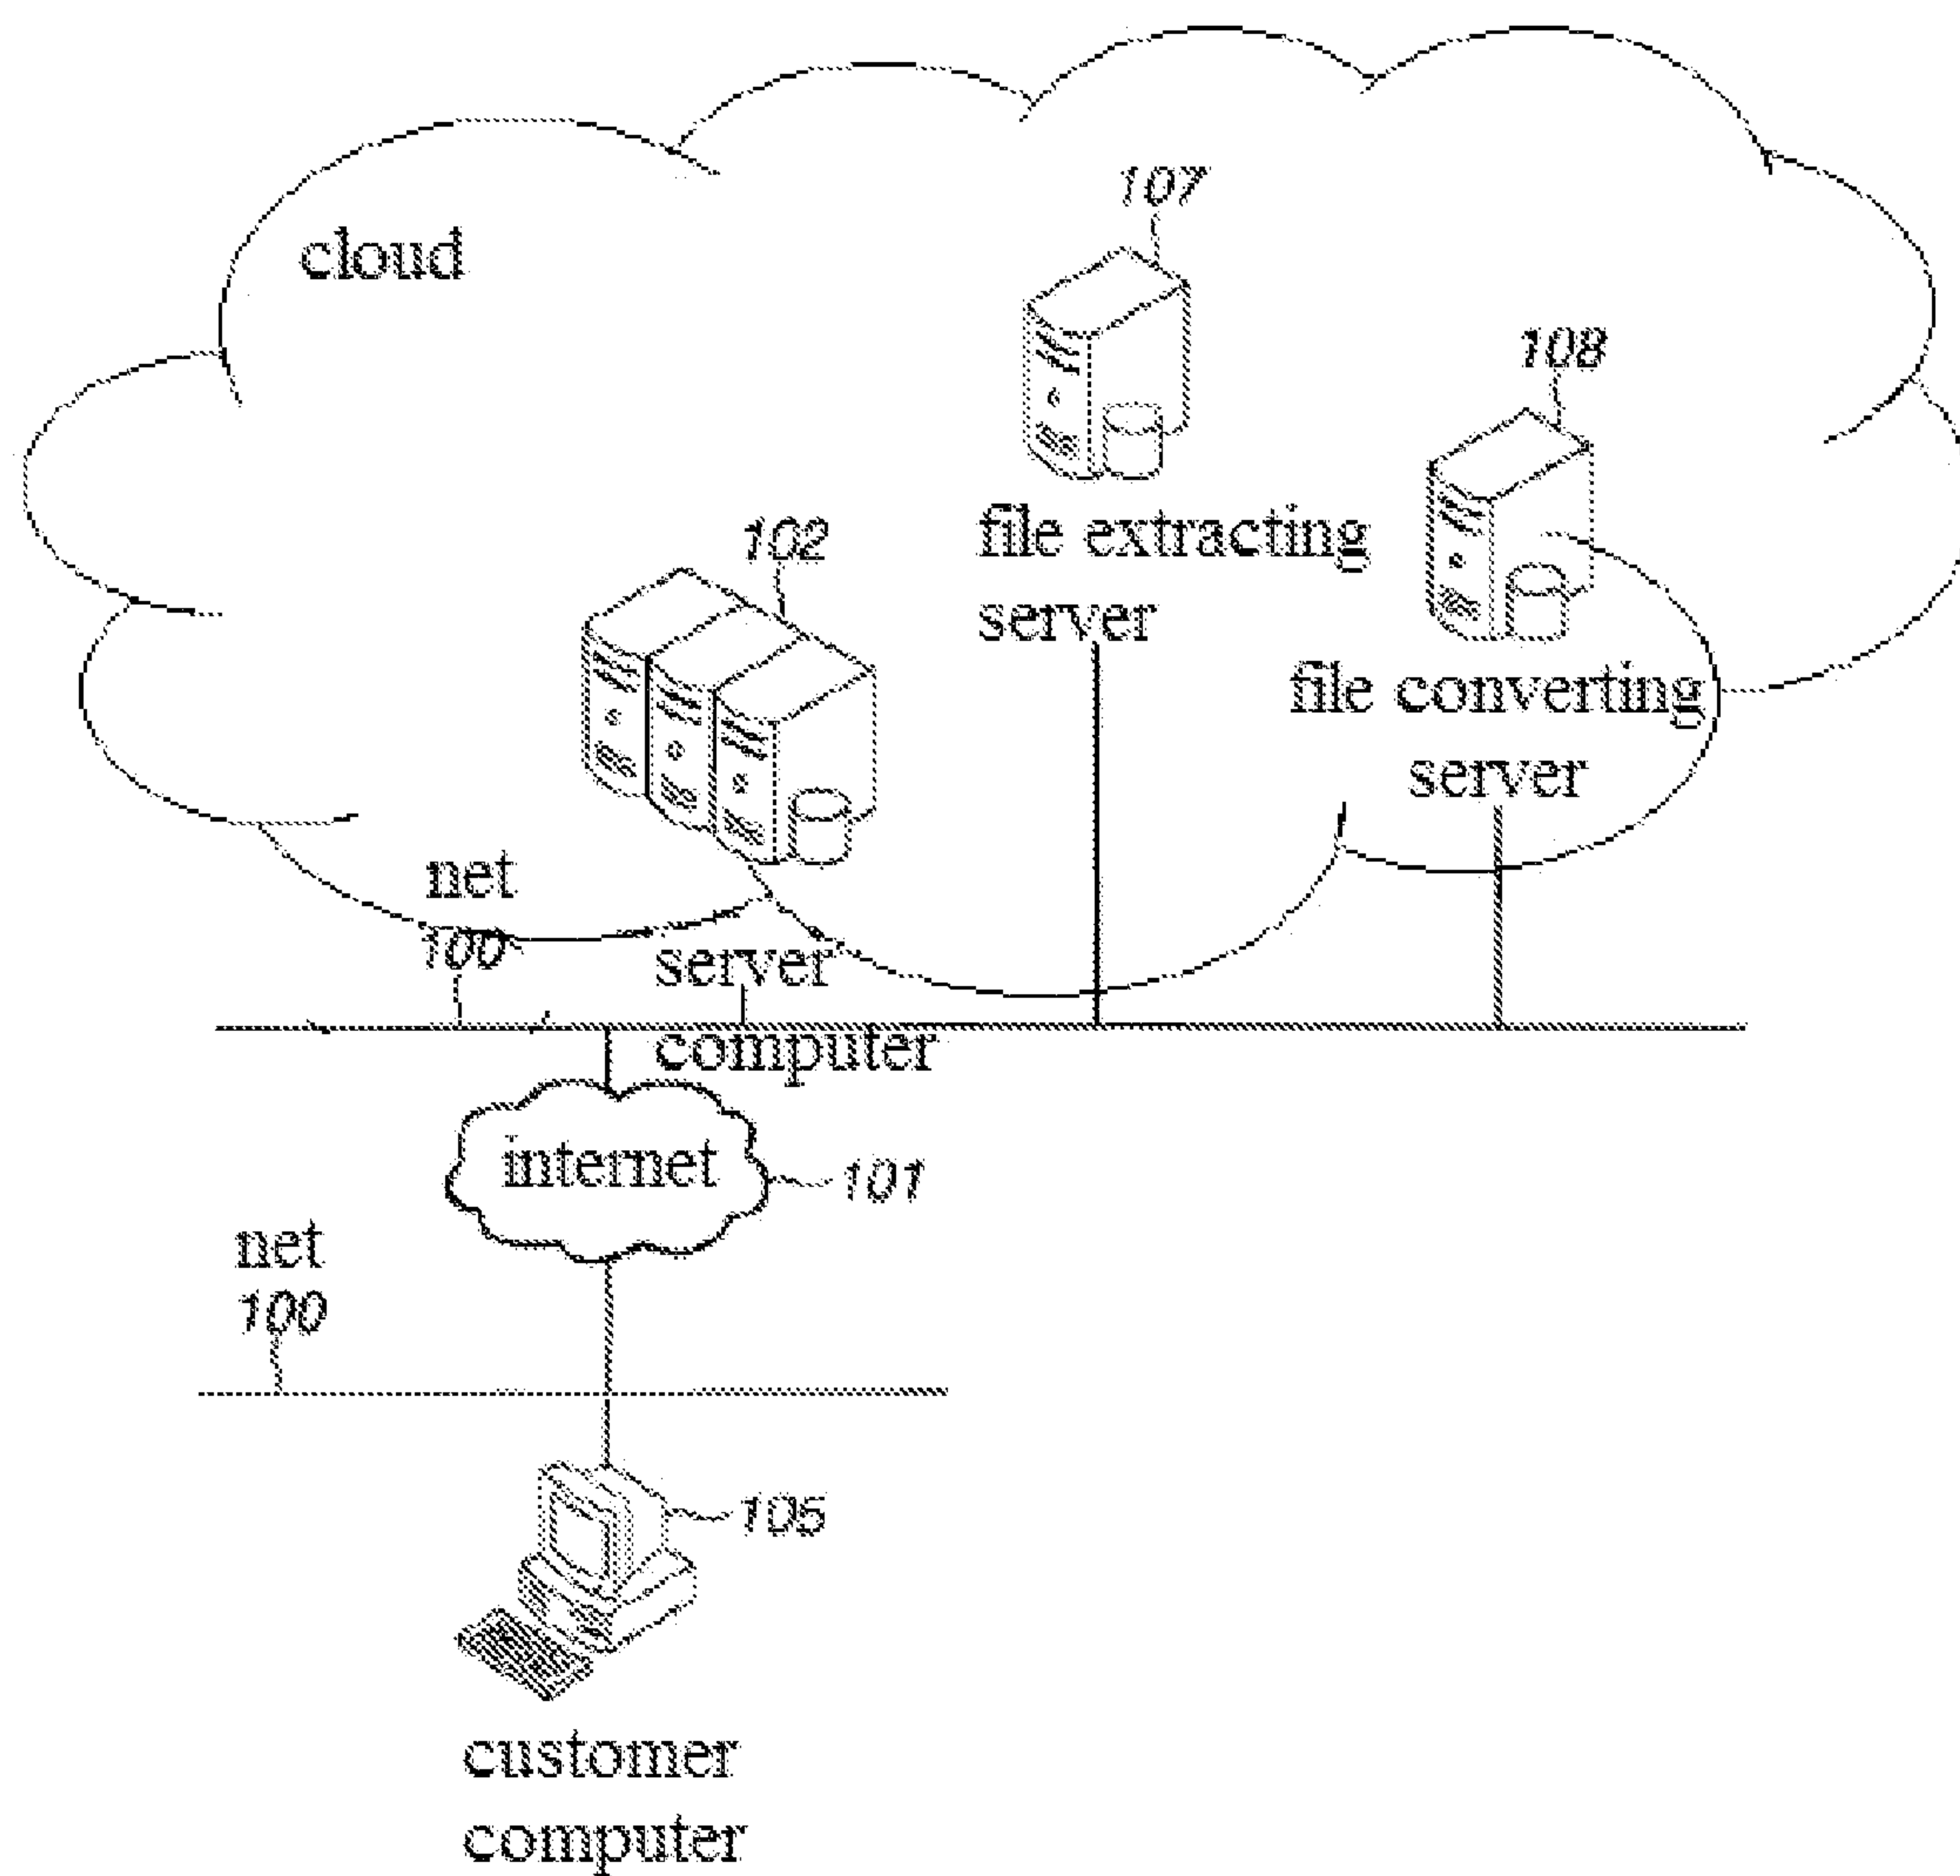 cloud
107
108
file extracting
server
102
file converting
server
net
100
server
computer
internet
101
net
100
105
customer
computer